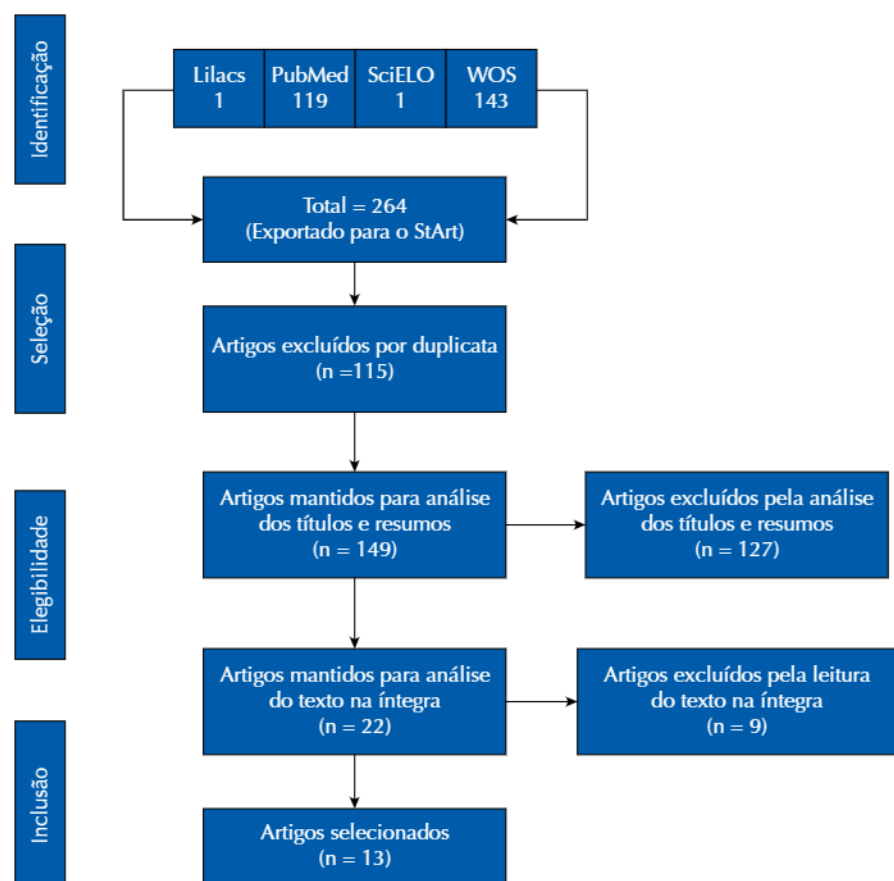 Identificação
Lilacs
1
PubMed
119
SciELO
1
WOS
143
Total = 264
(Exportado para o StArt)
Seleção
Artigos excluídos por duplicata
(n =115)
Elegibilidade
Artigos mantidos para análise
dos títulos e resumos
(n = 149)
Artigos excluídos pela análise
dos títulos e resumos
(n = 127)
Artigos mantidos para análise
do texto na íntegra
(n = 22)
Artigos excluídos pela leitura
do texto na íntegra
(n = 9)
Inclusão
Artigos selecionados
(n = 13)